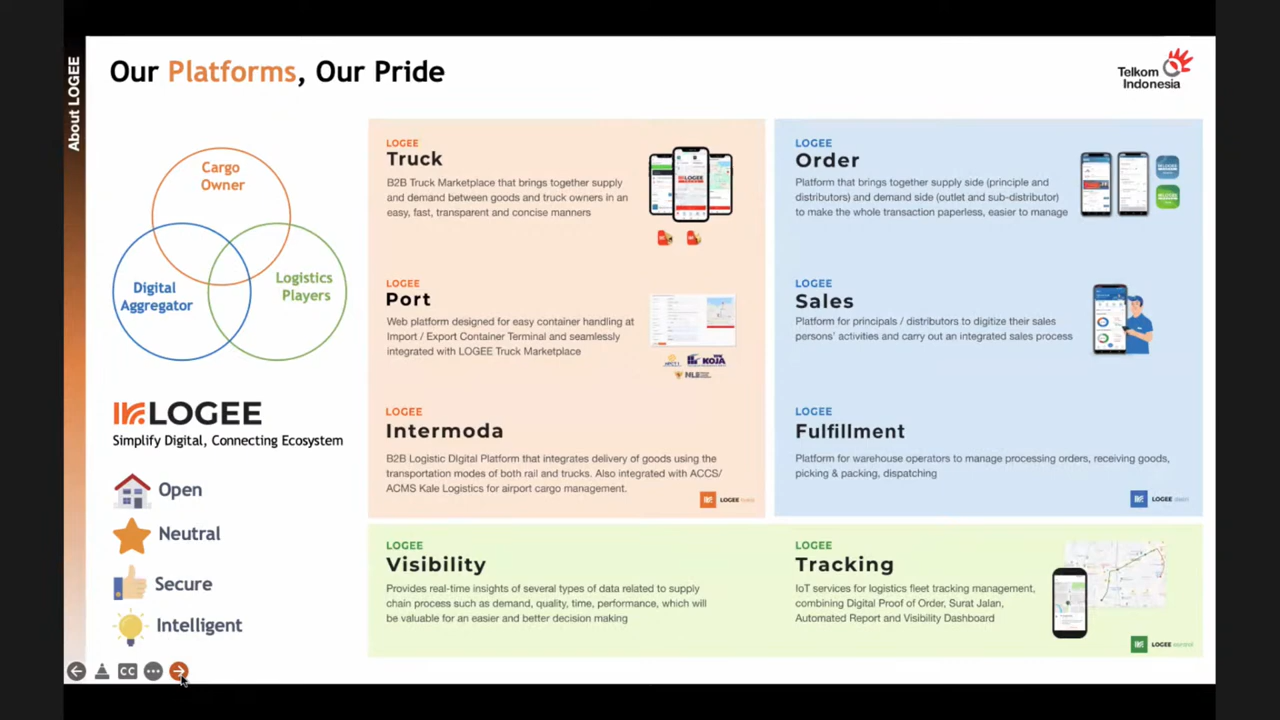 About LOGEE
Our Platforms, Our Pride
Telkom
Indonesia
Cargo
Owner
Digital
Aggregator
Logistics
Players
LOGEE
Simplify Digital, Connecting Ecosystem
Open
Neutral
Secure
Intelligent
LOGEE
Truck
B2B Truck Marketplace that brings together supply
and demand between goods and truck owners in an
easy, fast, transparent and concise manners
LOGEE
Port
Web platform designed for easy container handling at
Import / Export Container Terminal and seamlessly
integrated with LOGEE Truck Marketplace
KOJA
NLE
LOGEE
Intermoda
B2B Logistic Digital Platform that integrates delivery of goods using the
transportation modes of both rail and trucks. Also integrated with ACCS/
ACMS Kale Logistics for airport cargo management.
LOGEE
LOGEE
Order
Platform that brings together supply side (principle and
distributors) and demand side (outlet and sub-distributor)
to make the whole transaction paperless, easier to manage
LOGEE
Sales
Platform for principals / distributors to digitize their sales
persons' activities and carry out an integrated sales process
LOGEE
Fulfillment
Platform for warehouse operators to manage processing orders, receiving goods,
picking & packing, dispatching
LOGEE
LOGEE
Visibility
Provides real-time insights of several types of data related to supply
chain process such as demand, quality, time, performance, which will
be valuable for an easier and better decision making
LOGEE
Tracking
IoT services for logistics fleet tracking management,
combining Digital Proof of Order, Surat Jalan,
Automated Report and Visibility Dashboard
LOGEE
CC